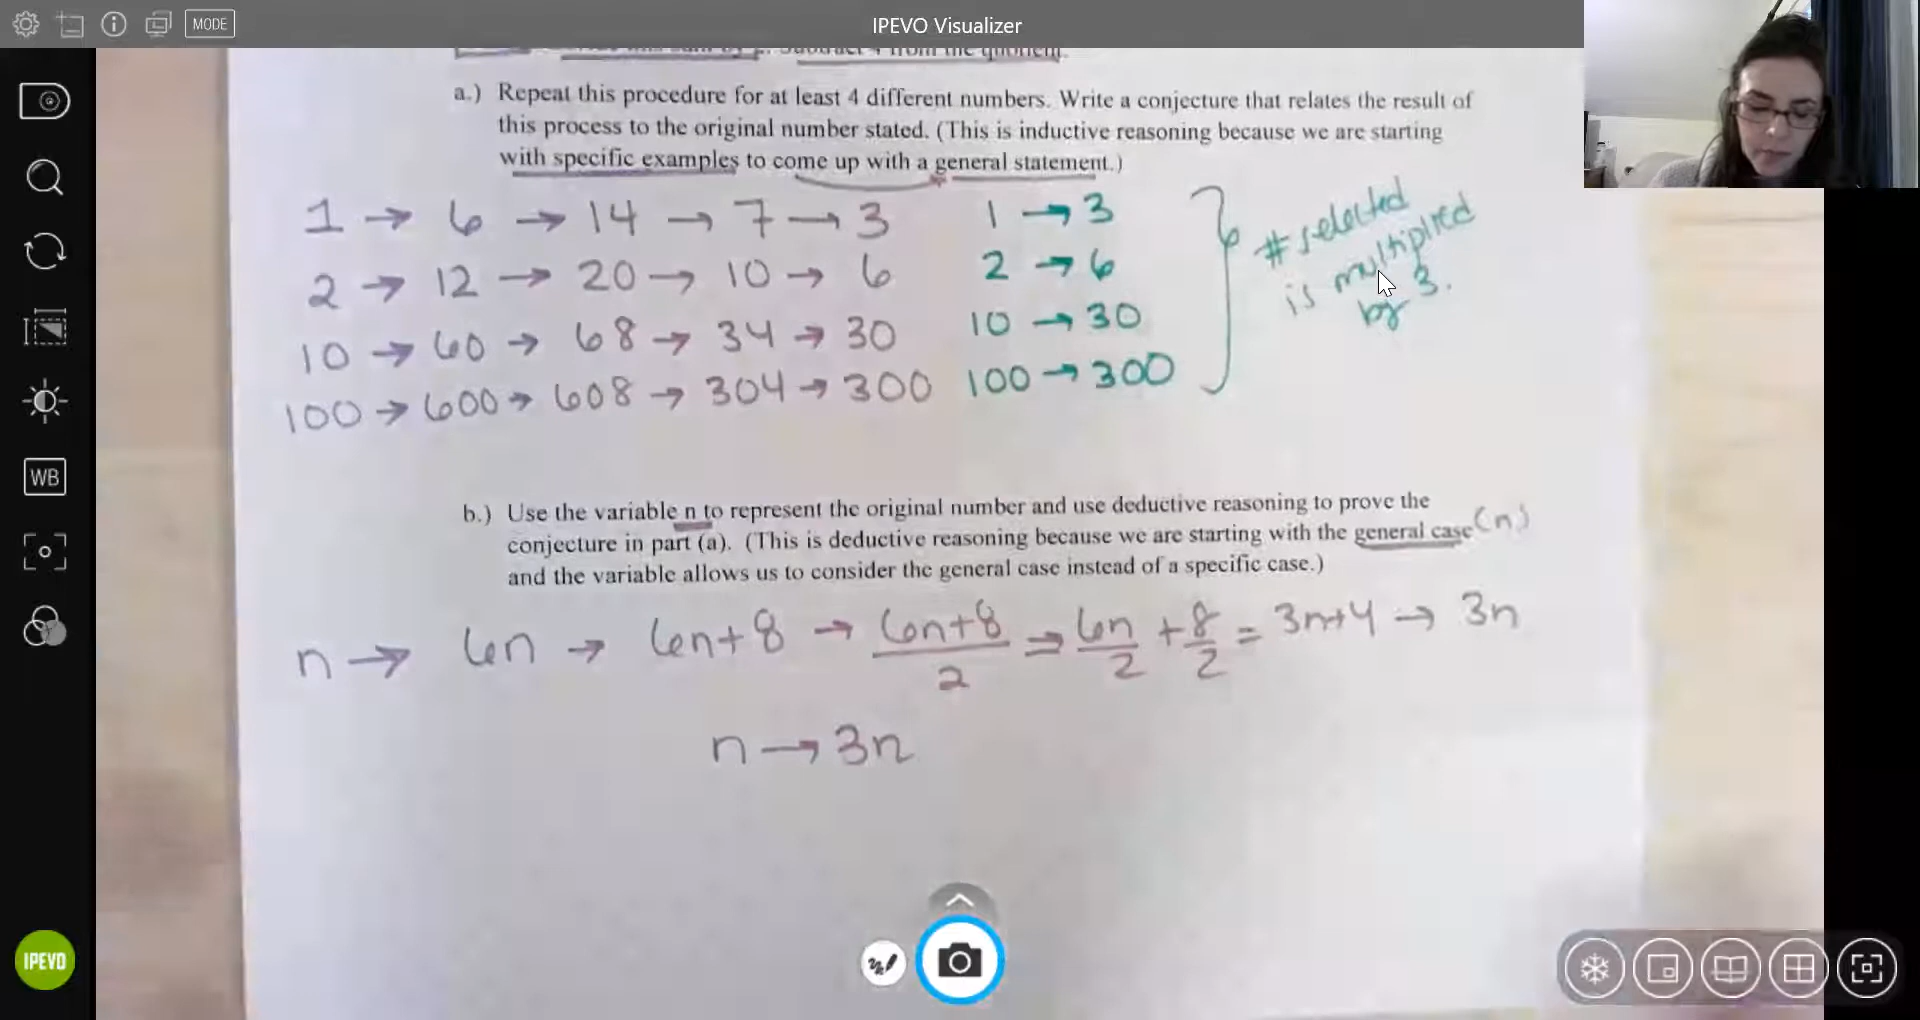 MODE
IPEVO Visualizer
Subtract 4 from the quotient.
a.) Repeat this procedure for at least 4 different numbers. Write a conjecture that relates the result of
this process to the original number stated. (This is inductive reasoning because we are starting
with specific examples to come up with a general statement.)
1 → 6 → 14 → 7 → 3
2 → 12 → 20 → 10 → 6
10 → 60 → 68 → 34 → 30
100 → 600 → 608 → 304 → 300
1 → 3
2 → 6
10 → 30
100 → 300
# selected
is multiplied
by 3.
WB
b.) Use the variable n to represent the original number and use deductive reasoning to prove the
conjecture in part (a). (This is deductive reasoning because we are starting with the general case (n)
and the variable allows us to consider the general case instead of a specific case.)
n → 6n → 6n+8 → 6n+8/2 ⇒ 6n/2 + 8/2 = 3n+4 → 3n
n → 3n
IPEVO